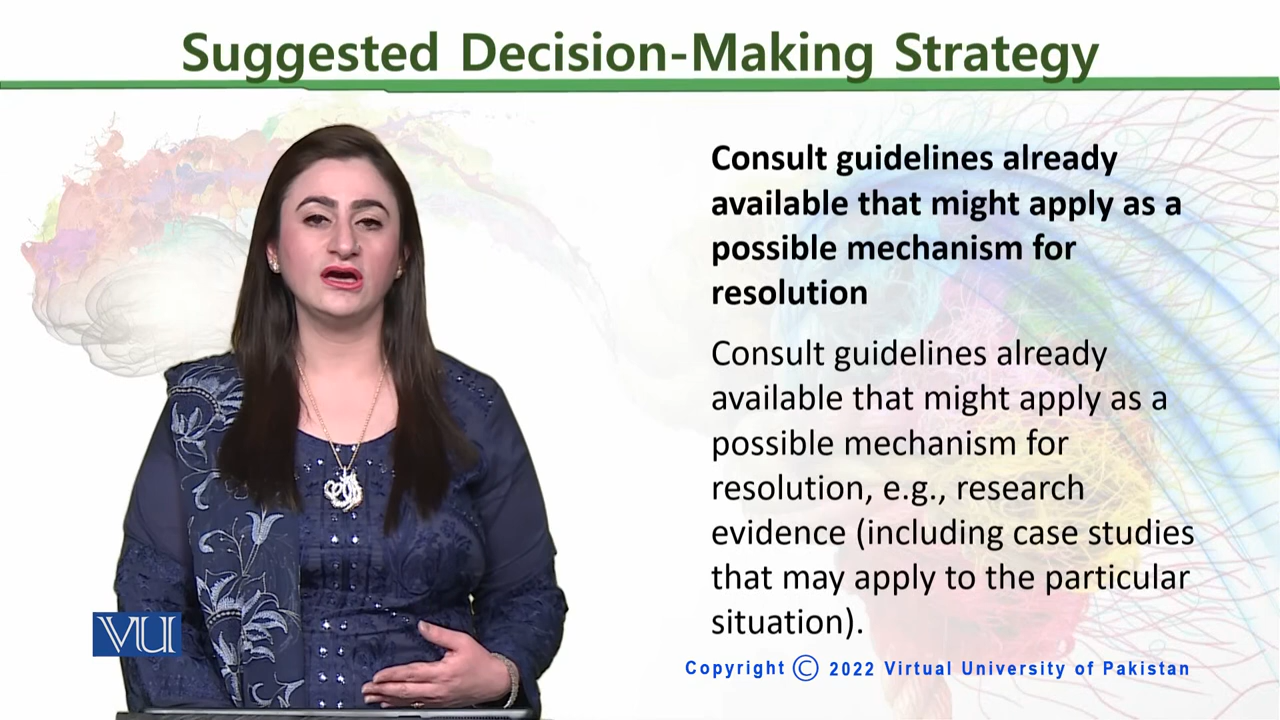 Suggested Decision-Making Strategy
Consult guidelines already
available that might apply as a
possible mechanism for
resolution
Consult guidelines already
available that might apply as a
possible mechanism for
resolution, e.g., research
evidence (including case studies
that may apply to the particular
situation).
VU
Copyright © 2022 Virtual University of Pakistan